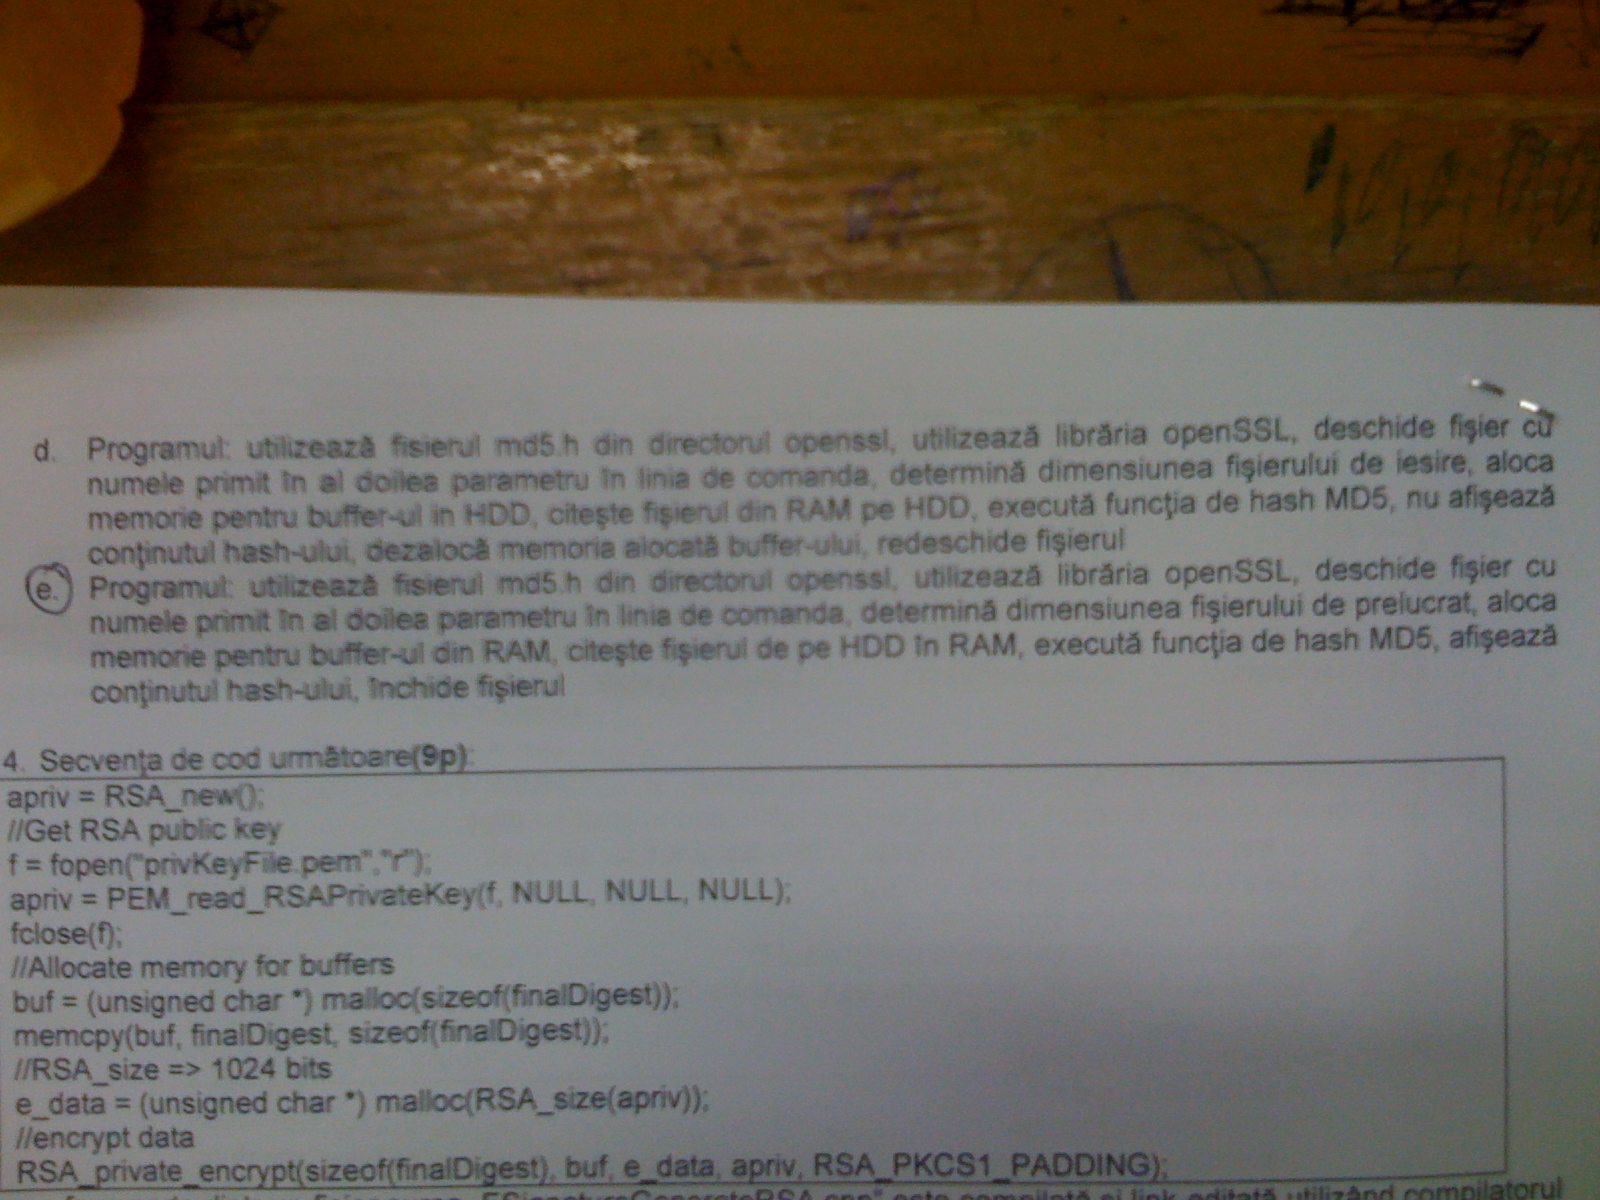 d. Programul: utilizează fisierul md5.h din directorul openssl, utilizează librăria openSSL, deschide fişier cu
numele primit în al doilea parametru în linia de comanda, determină dimensiunea fişierului de iesire, aloca
memorie pentru buffer-ul in HDD, citeşte fişierul din RAM pe HDD, execută funcţia de hash MD5, nu afişează
conţinutul hash-ului, dezalocă memoria alocată buffer-ului, redeschide fişierul
e. Programul: utilizează fisierul md5.h din directorul openssl, utilizează librăria openSSL, deschide fişier cu
numele primit în al doilea parametru în linia de comanda, determină dimensiunea fişierului de prelucrat, aloca
memorie pentru buffer-ul din RAM, citeşte fişierul de pe HDD în RAM, execută funcţia de hash MD5, afişează
conţinutul hash-ului, închide fişierul
4. Secvenţa de cod următoare(9p):
apriv = RSA_new();
//Get RSA public key
f = fopen("privKeyFile.pem","r");
apriv = PEM_read_RSAPrivateKey(f, NULL, NULL, NULL);
fclose(f);
//Allocate memory for buffers
buf = (unsigned char *) malloc(sizeof(finalDigest));
memcpy(buf, finalDigest, sizeof(finalDigest));
//RSA_size => 1024 bits
e_data = (unsigned char *) malloc(RSA_size(apriv));
//encrypt data
RSA_private_encrypt(sizeof(finalDigest), buf, e_data, apriv, RSA_PKCS1_PADDING);
este compilată şi link-editată utilizând compilatorul